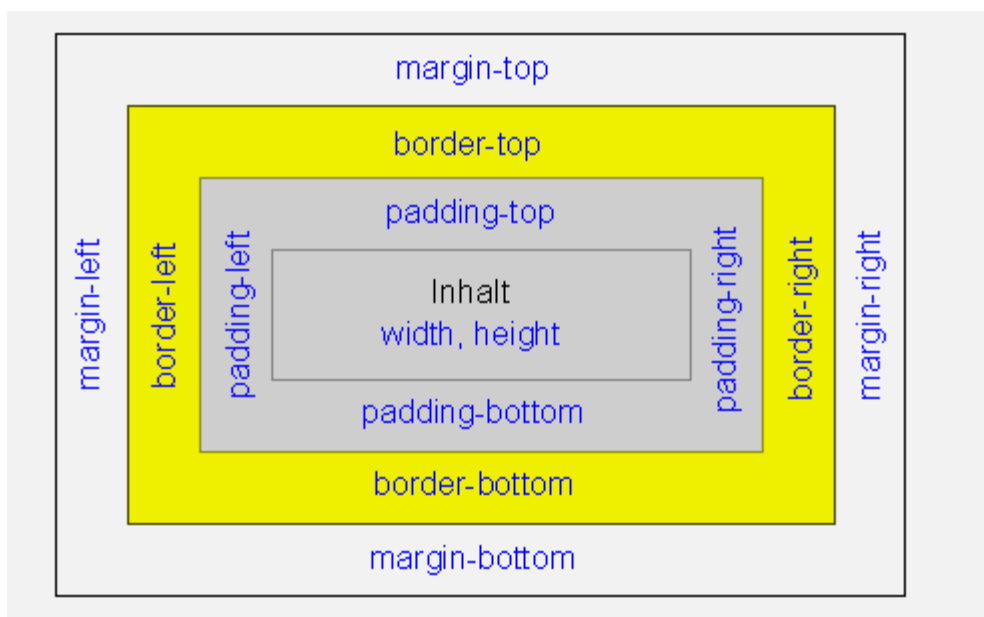 margin-top
border-top
padding-top
margin-left
border-left
padding-left
Inhalt
width, height
padding-right
border-right
margin-right
padding-bottom
border-bottom
margin-bottom